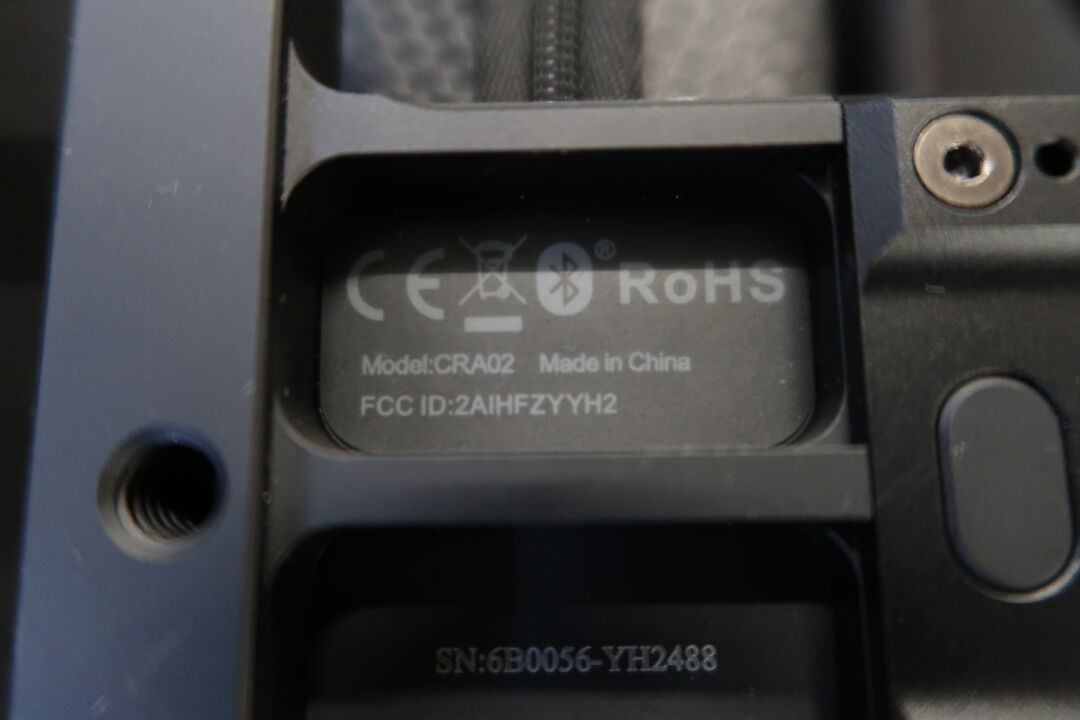 CE ® RoHS
Model:CRA02 Made in China
FCC ID:2AIHFZYYH2
SN:6B0056-YH2488